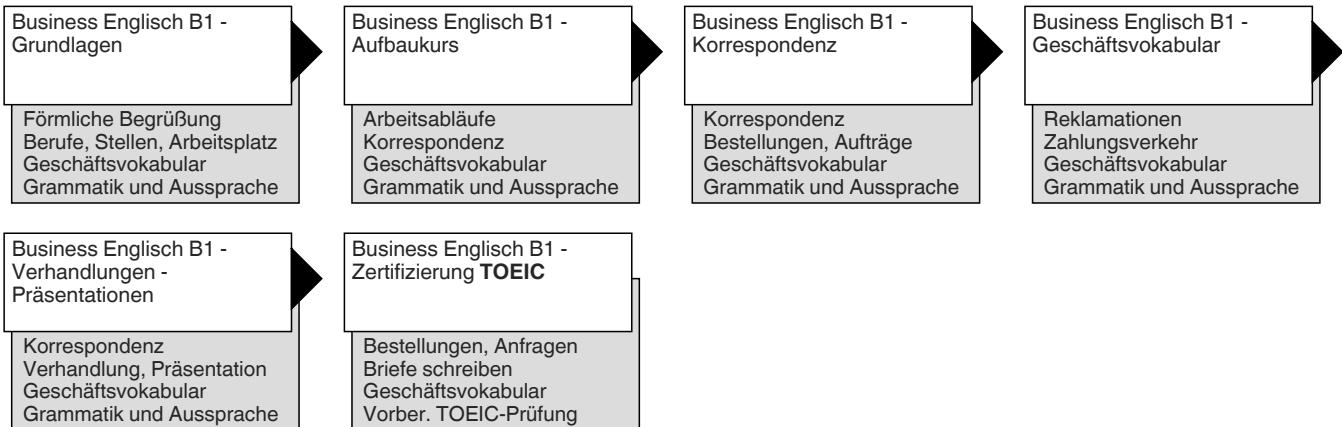 Business Englisch B1 -
Grundlagen
Förmliche Begrüßung
Berufe, Stellen, Arbeitsplatz
Geschäftsvokabular
Grammatik und Aussprache
Business Englisch B1 -
Aufbaukurs
Arbeitsabläufe
Korrespondenz
Geschäftsvokabular
Grammatik und Aussprache
Business Englisch B1 -
Korrespondenz
Korrespondenz
Bestellungen, Aufträge
Geschäftsvokabular
Grammatik und Aussprache
Business Englisch B1 -
Geschäftsvokabular
Reklamationen
Zahlungsverkehr
Geschäftsvokabular
Grammatik und Aussprache
Business Englisch B1 -
Verhandlungen -
Präsentationen
Korrespondenz
Verhandlung, Präsentation
Geschäftsvokabular
Grammatik und Aussprache
Business Englisch B1 -
Zertifizierung TOEIC
Bestellungen, Anfragen
Briefe schreiben
Geschäftsvokabular
Vorber. TOEIC-Prüfung